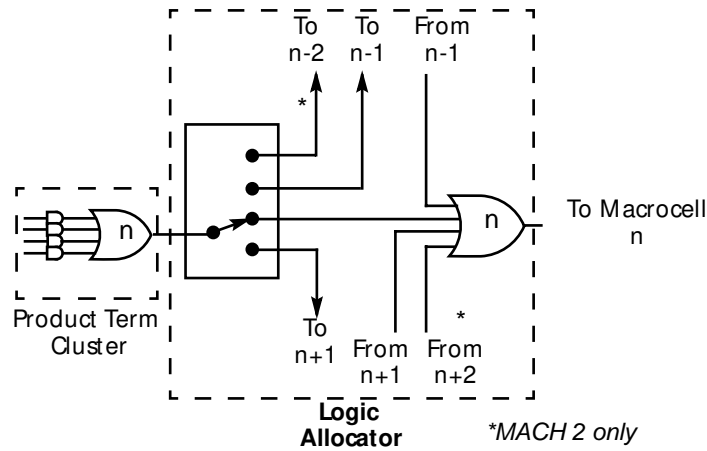 To
n-2
To
n-1
From
n-1
*
n
n
To Macrocell
n
Product Term
Cluster
To
n+1
From
n+1
*
From
n+2
Logic
Allocator
*MACH 2 only